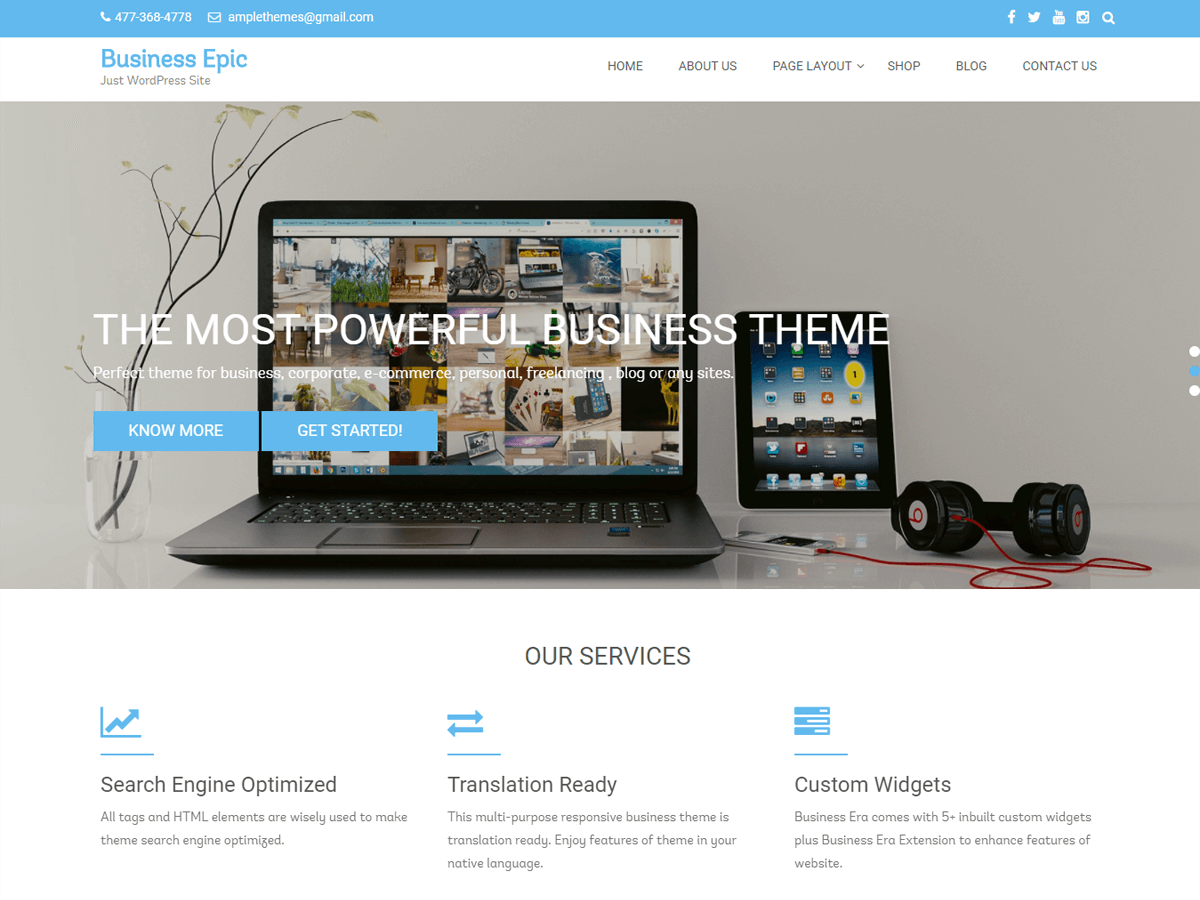 477-368-4778 amplethemes@gmail.com
Business Epic
Just WordPress Site
HOME ABOUT US PAGE LAYOUT SHOP BLOG CONTACT US
THE MOST POWERFUL BUSINESS THEME
Perfect theme for business, corporate, e-commerce, personal, freelancing , blog or any sites.
KNOW MORE GET STARTED!
OUR SERVICES
Search Engine Optimized
All tags and HTML elements are wisely used to make
theme search engine optimized.
Translation Ready
This multi-purpose responsive business theme is
translation ready. Enjoy features of theme in your
native language.
Custom Widgets
Business Era comes with 5+ inbuilt custom widgets
plus Business Era Extension to enhance features of
website.